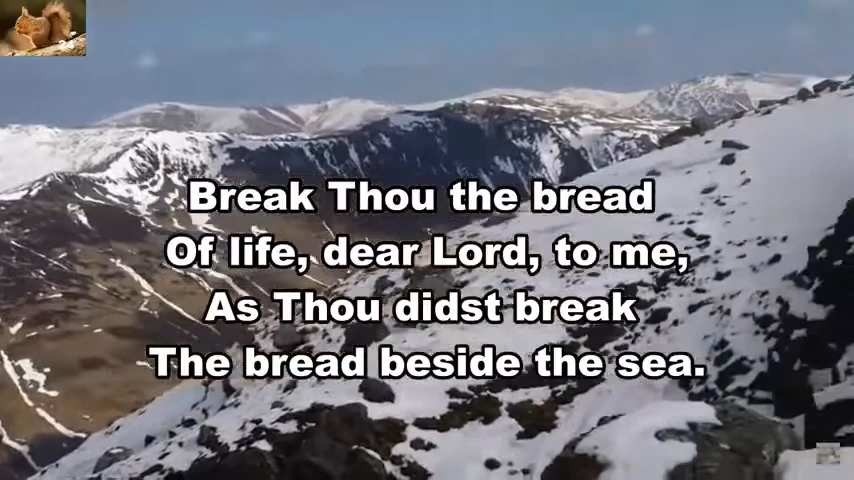 Break Thou the bread
Of life, dear Lord, to me,
As Thou didst break
The bread beside the sea.